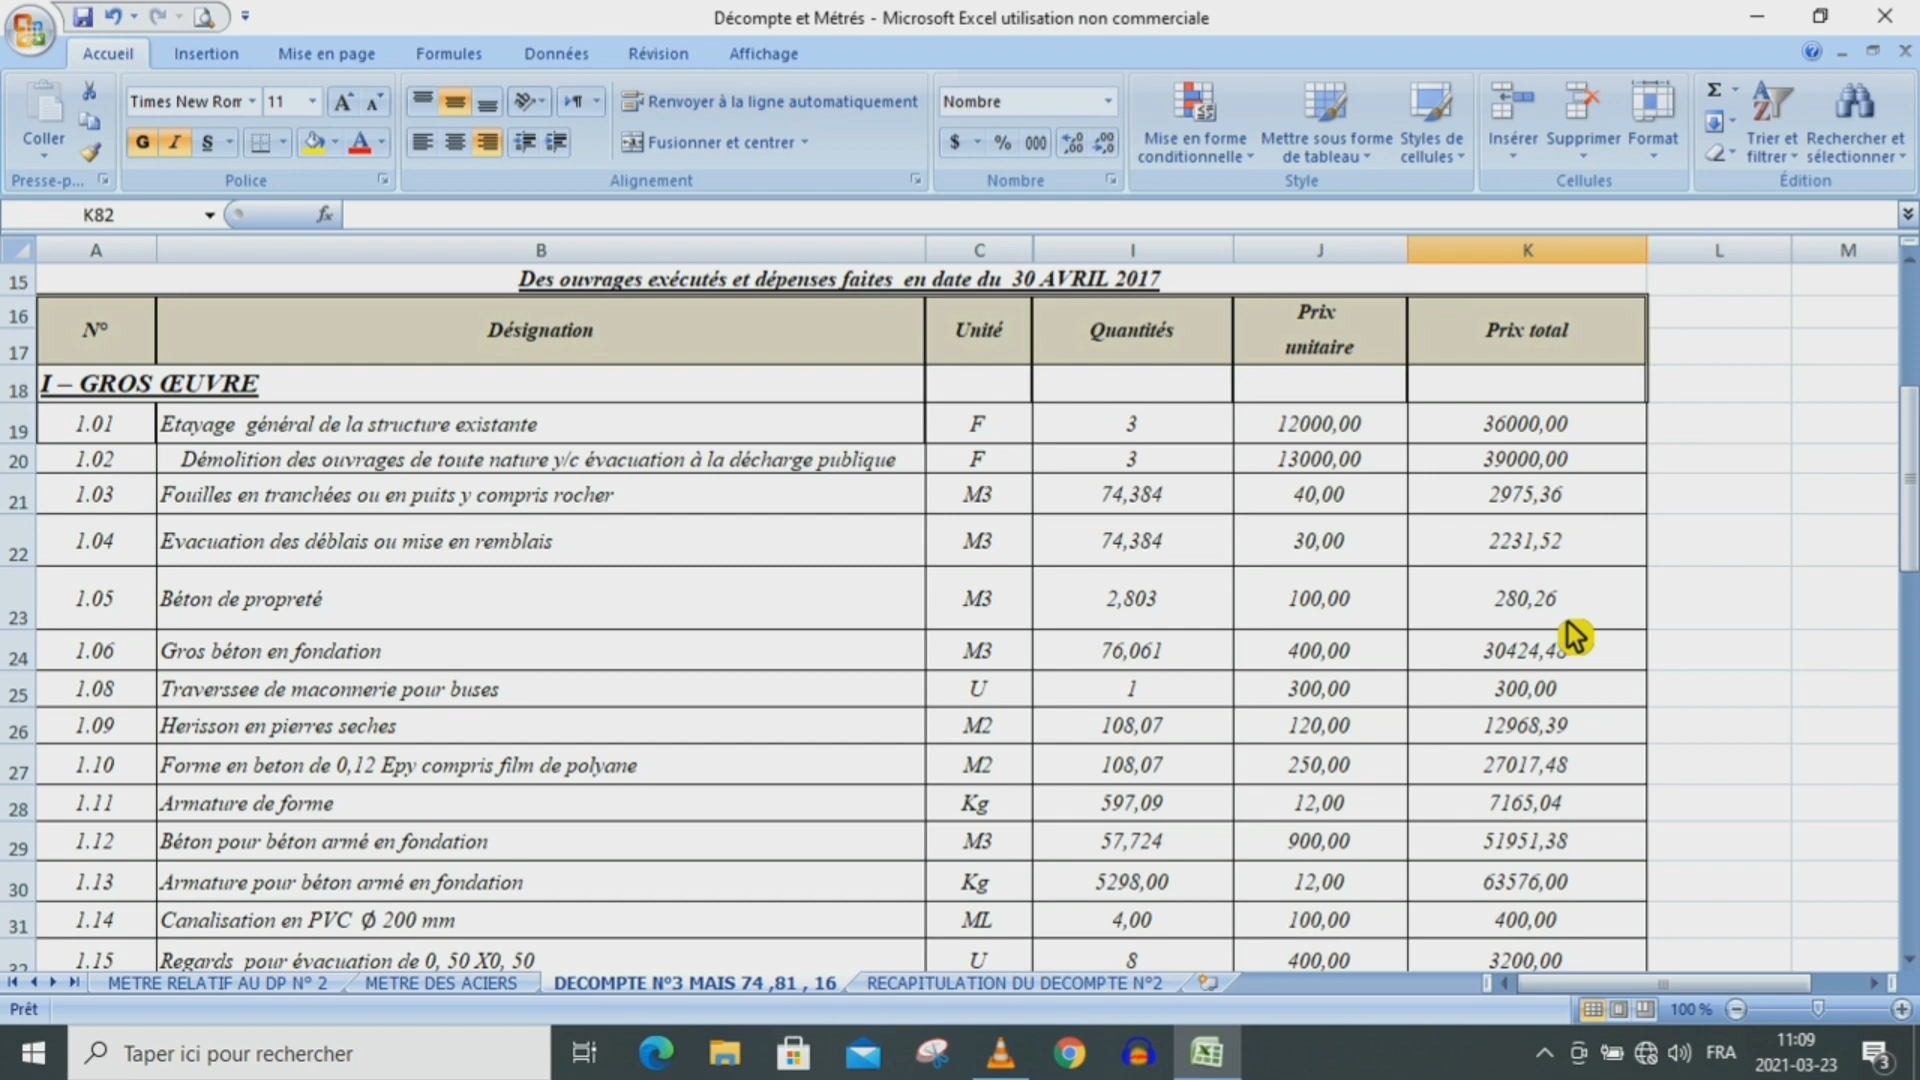 Décompte et Métrés - Microsoft Excel utilisation non commerciale
Accueil Insertion Mise en page Formules Données Révision Affichage
Coller
Presse-p...
Times New Rom 11
G I S
Police
Renvoyer à la ligne automatiquement
Fusionner et centrer
Alignement
Nombre
$ % 000
Nombre
Mise en forme conditionnelle
Mettre sous forme de tableau
Styles de cellules
Style
Insérer Supprimer Format
Cellules
Σ
Trier et filtrer
Rechercher et sélectionner
Édition
K82 fx
A B C I J K L M
15 Des ouvrages exécutés et dépenses faites en date du 30 AVRIL 2017
16 17 N° Désignation Unité Quantités Prix unitaire Prix total
18 I – GROS ŒUVRE
19 1.01 Etayage général de la structure existante F 3 12000,00 36000,00
20 1.02 Démolition des ouvrages de toute nature y/c évacuation à la décharge publique F 3 13000,00 39000,00
21 1.03 Fouilles en tranchées ou en puits y compris rocher M3 74,384 40,00 2975,36
22 1.04 Evacuation des déblais ou mise en remblais M3 74,384 30,00 2231,52
23 1.05 Béton de propreté M3 2,803 100,00 280,26
24 1.06 Gros béton en fondation M3 76,061 400,00 30424,48
25 1.08 Traverssee de maconnerie pour buses U 1 300,00 300,00
26 1.09 Herisson en pierres seches M2 108,07 120,00 12968,39
27 1.10 Forme en beton de 0,12 Epy compris film de polyane M2 108,07 250,00 27017,48
28 1.11 Armature de forme Kg 597,09 12,00 7165,04
29 1.12 Béton pour béton armé en fondation M3 57,724 900,00 51951,38
30 1.13 Armature pour béton armé en fondation Kg 5298,00 12,00 63576,00
31 1.14 Canalisation en PVC Ø 200 mm ML 4,00 100,00 400,00
32 1.15 Regards pour évacuation de 0, 50 X0, 50 U 8 400,00 3200,00
METRE RELATIF AU DP N° 2 METRE DES ACIERS DECOMPTE N°3 MAIS 74 ,81 , 16 RECAPITULATION DU DECOMPTE N°2
Prêt 100 %
Taper ici pour rechercher
FRA
11:09
2021-03-23
3